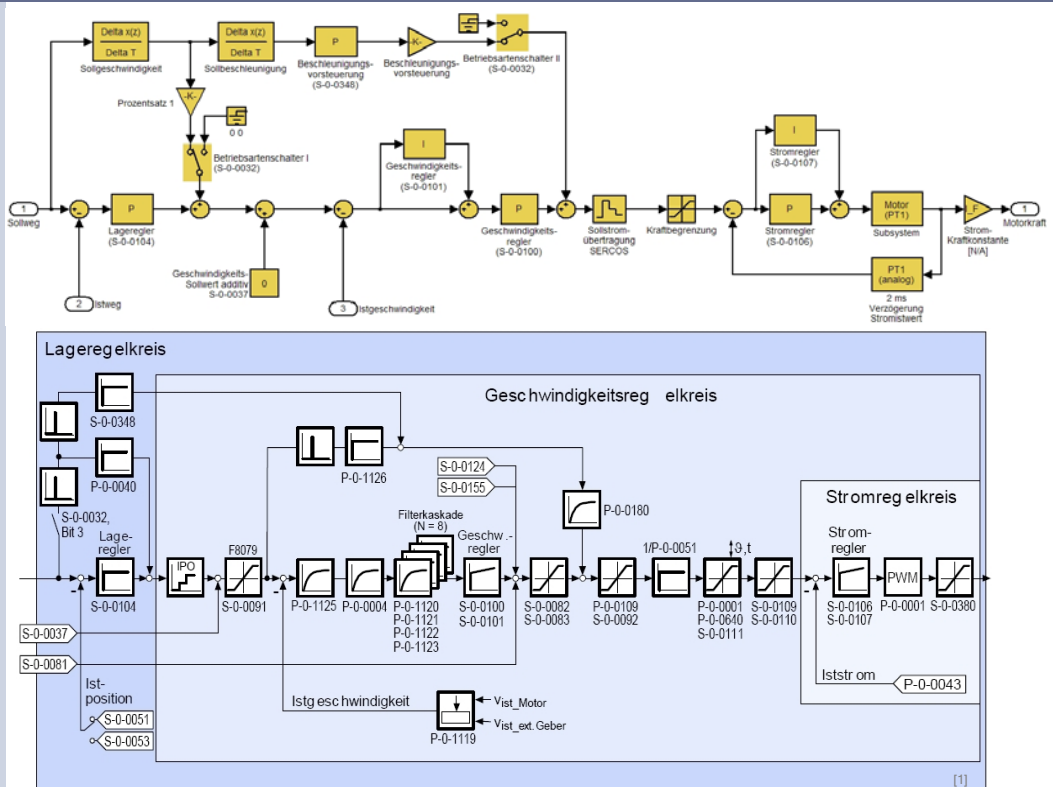 Delta x(z)
Delta T
Sollgeschwindigkeit
Delta x(z)
Delta T
Sollbeschleunigung
P
Beschleunigungs-
vorsteuerung
(S-0-0348)
-K-
Beschleunigungs-
vorsteuerung
Betriebsartenschalter II
(S-0-0032)
Prozentsatz 1
-K-
0 0
Betriebsartenschalter I
(S-0-0032)
1
Sollweg
P
Lageregler
(S-0-0104)
2
Istweg
Geschwindigkeits-
Sollwert additiv
S-0-0037
0
3
Istgeschwindigkeit
I
Geschwindigkeits-
regler
(S-0-0101)
P
Geschwindigkeits-
regler
(S-0-0100)
Sollstrom-
übertragung
SERCOS
Kraftbegrenzung
I
Stromregler
(S-0-0107)
P
Stromregler
(S-0-0106)
Motor
(PT1)
Subsystem
PT1
(analog)
2 ms
Verzögerung
Stromistwert
_F
Strom-
Kraftkonstante
[N/A]
1
Motorkraft
Lageregelkreis
S-0-0348
P-0-0040
S-0-0032,
Bit 3
Lage-
regler
S-0-0104
S-0-0037
S-0-0081
Ist-
position
S-0-0051
S-0-0053
Geschwindigkeitsreg elkreis
IPO
F8079
S-0-0091
P-0-1126
S-0-0124
S-0-0155
P-0-0180
P-0-1125
P-0-0004
Filterkaskade
(N = 8)
P-0-1120
P-0-1121
P-0-1122
P-0-1123
Geschw.-
regler
S-0-0100
S-0-0101
S-0-0082
S-0-0083
P-0-0109
S-0-0092
1/P-0-0051
ϑ,t
P-0-0001
P-0-0640
S-0-0111
S-0-0109
S-0-0110
Istgeschwindigkeit
P-0-1119
Vist_Motor
Vist_ext.Geber
Stromreg elkreis
Strom-
regler
S-0-0106
S-0-0107
PWM
P-0-0001
S-0-0380
Iststrom
P-0-0043
[1]